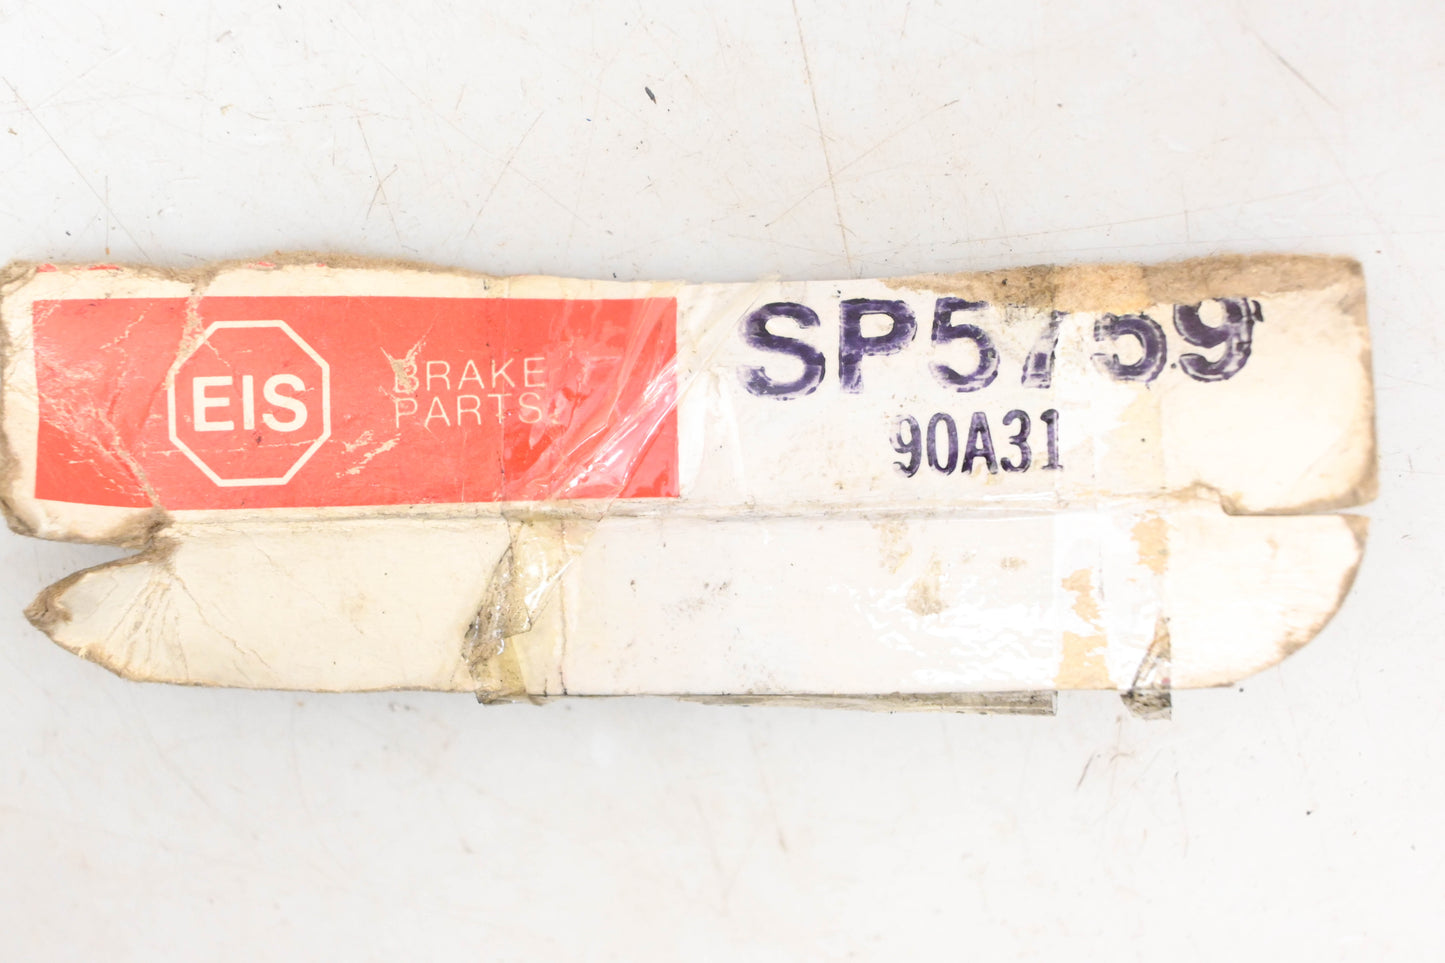 EIS
BRAKE
PARTS
SP5759
90A31